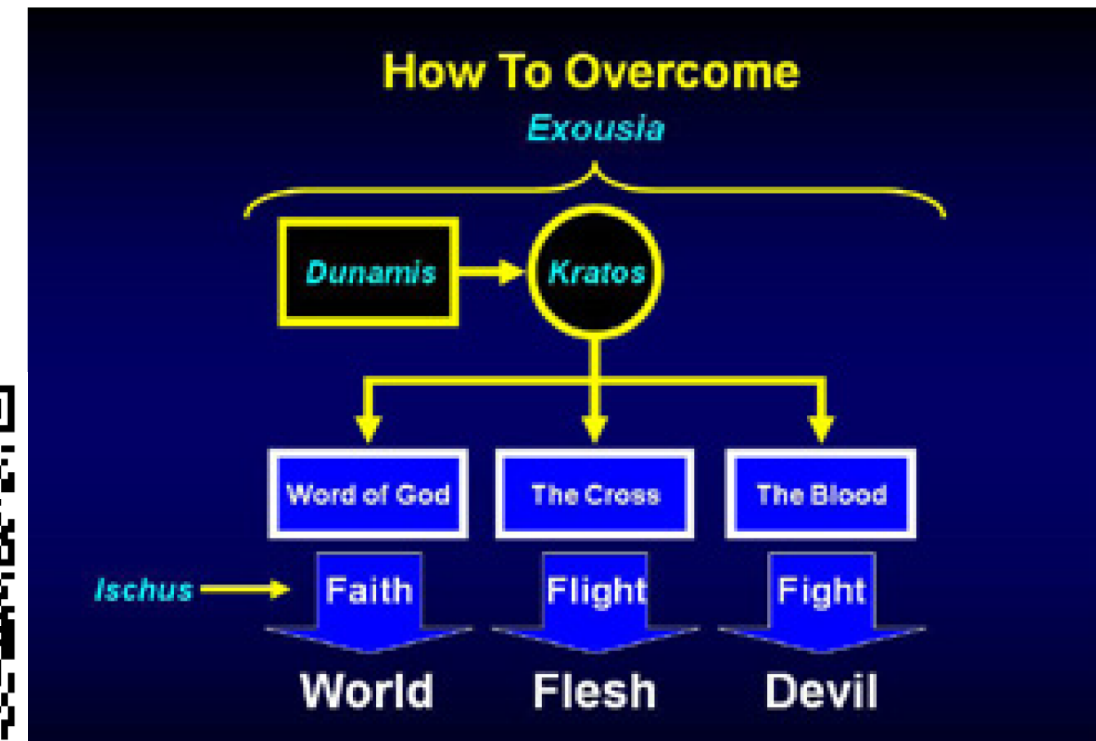 How To Overcome
Exousia
Dunamis
Kratos
Word of God
The Cross
The Blood
Ischus
Faith
Flight
Fight
World
Flesh
Devil